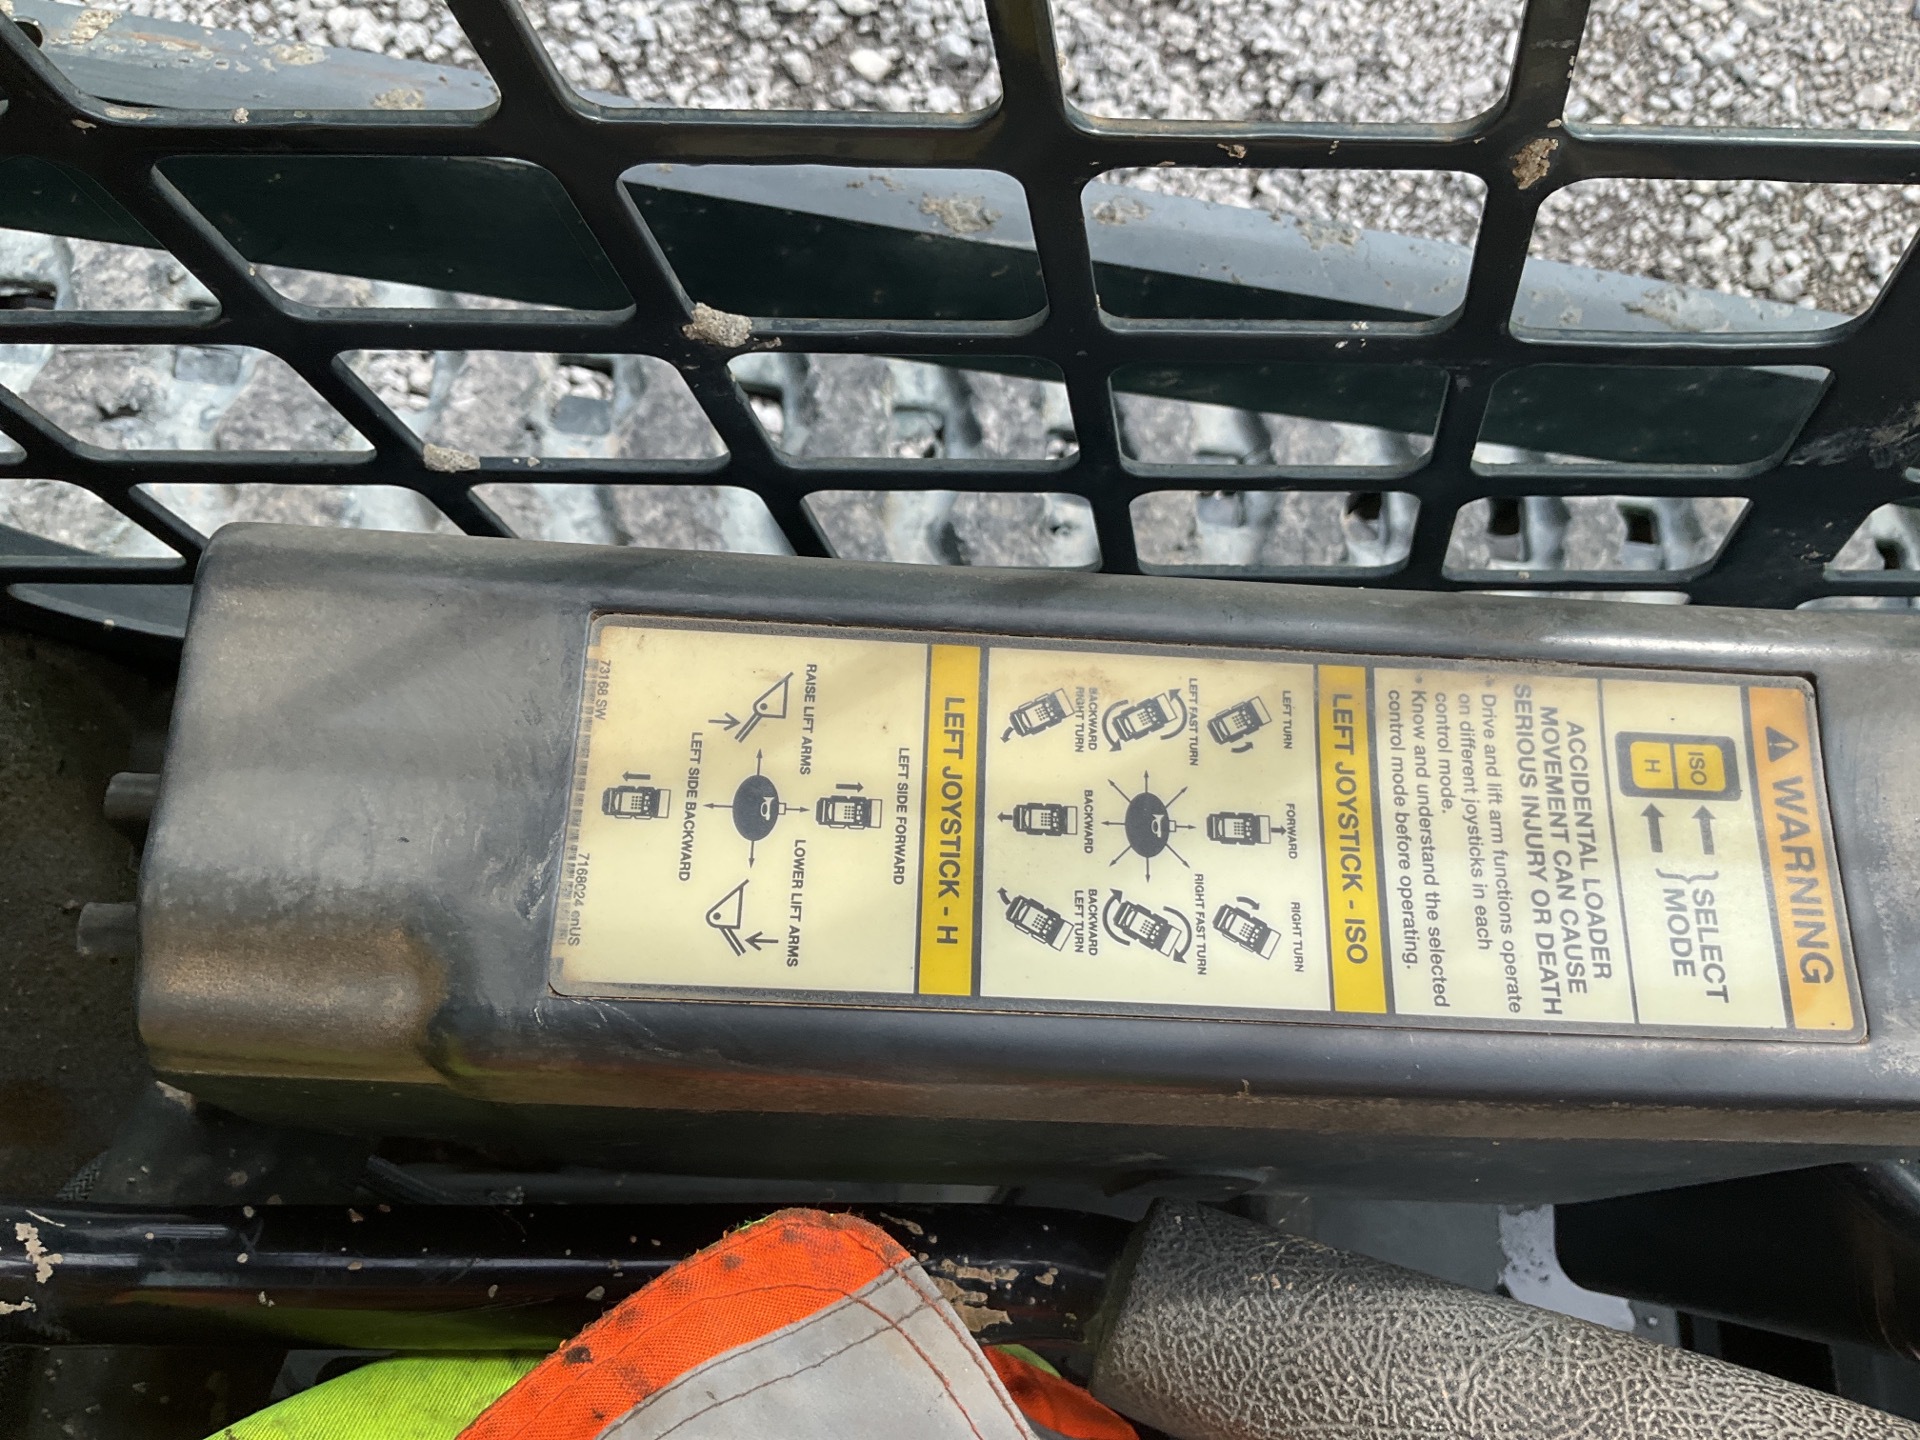 WARNING
ISO
H
SELECT
MODE
ACCIDENTAL LOADER
MOVEMENT CAN CAUSE
SERIOUS INJURY OR DEATH
Drive and lift arm functions operate
on different joysticks in each
control mode.
Know and understand the selected
control mode before operating.
LEFT JOYSTICK - ISO
LEFT TURN
FORWARD
RIGHT TURN
LEFT FAST TURN
RIGHT FAST TURN
BACKWARD
RIGHT TURN
BACKWARD
BACKWARD
LEFT TURN
LEFT JOYSTICK - H
LEFT SIDE FORWARD
RAISE LIFT ARMS
LOWER LIFT ARMS
LEFT SIDE BACKWARD
73168 SW
7168024 enUS